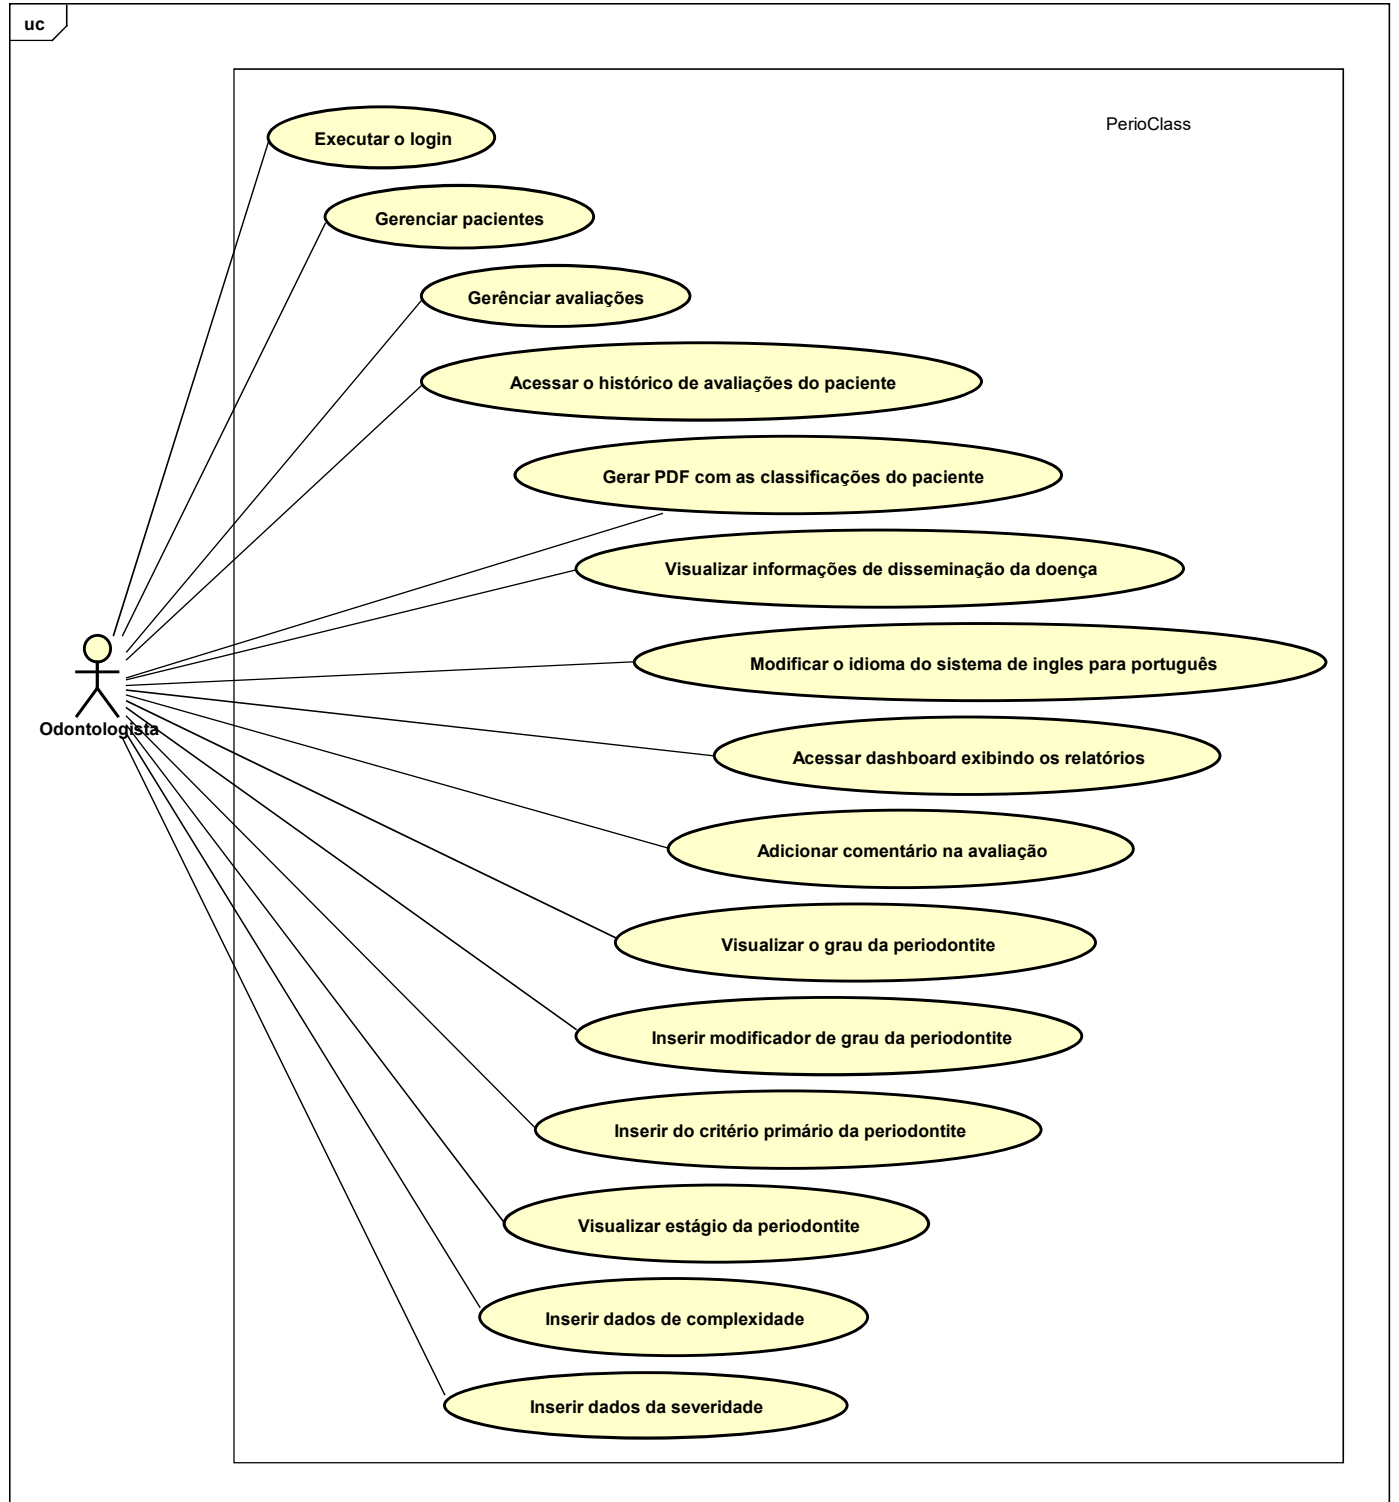 uc
PerioClass
Executar o login
Gerenciar pacientes
Gerênciar avaliações
Acessar o histórico de avaliações do paciente
Gerar PDF com as classificações do paciente
Visualizar informações de disseminação da doença
Modificar o idioma do sistema de ingles para português
Odontologista
Acessar dashboard exibindo os relatórios
Adicionar comentário na avaliação
Visualizar o grau da periodontite
Inserir modificador de grau da periodontite
Inserir do critério primário da periodontite
Visualizar estágio da periodontite
Inserir dados de complexidade
Inserir dados da severidade